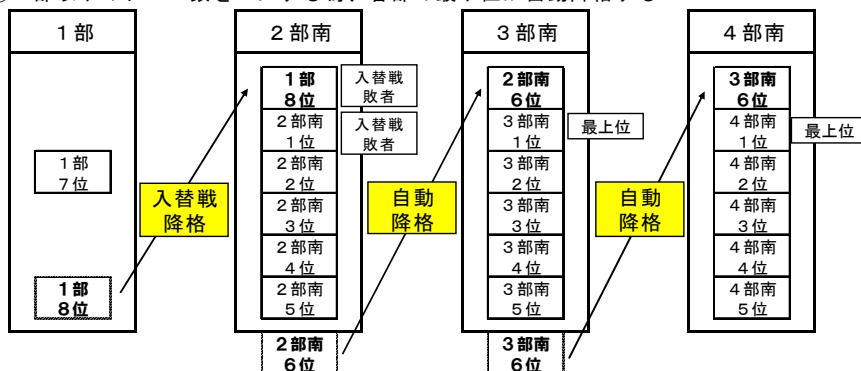 1部
2部南
3部南
4部南
1部
7位
1部
8位
入替戦
降格
1部
8位
入替戦
敗者
2部南
1位
入替戦
敗者
2部南
2位
2部南
3位
2部南
4位
2部南
5位
2部南
6位
自動
降格
2部南
6位
3部南
1位
最上位
3部南
2位
3部南
3位
3部南
4位
3部南
5位
3部南
6位
自動
降格
3部南
6位
4部南
1位
最上位
4部南
2位
4部南
3位
4部南
4位
4部南
5位